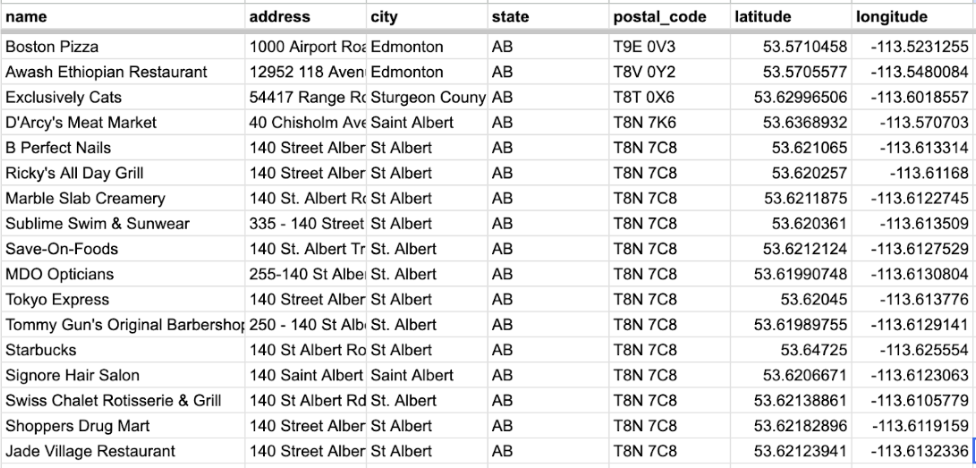 name address city state postal_code latitude longitude
Boston Pizza 1000 Airport Roa Edmonton AB T9E 0V3 53.5710458 -113.5231255
Awash Ethiopian Restaurant 12952 118 Aven Edmonton AB T8V 0Y2 53.5705577 -113.5480084
Exclusively Cats 54417 Range Ro Sturgeon Couny AB T8T 0X6 53.62996506 -113.6018557
D'Arcy's Meat Market 40 Chisholm Ave Saint Albert AB T8N 7K6 53.6368932 -113.570703
B Perfect Nails 140 Street Alber St Albert AB T8N 7C8 53.621065 -113.613314
Ricky's All Day Grill 140 Street Alber St Albert AB T8N 7C8 53.620257 -113.61168
Marble Slab Creamery 140 St. Albert Ro St Albert AB T8N 7C8 53.6211875 -113.6122745
Sublime Swim & Sunwear 335 - 140 Street St Albert AB T8N 7C8 53.620361 -113.613509
Save-On-Foods 140 St. Albert Tr St. Albert AB T8N 7C8 53.6212124 -113.6127529
MDO Opticians 255-140 St Albe St. Albert AB T8N 7C8 53.61990748 -113.6130804
Tokyo Express 140 Street Alber St Albert AB T8N 7C8 53.62045 -113.613776
Tommy Gun's Original Barbershop 250 - 140 St Alb St. Albert AB T8N 7C8 53.61989755 -113.6129141
Starbucks 140 St Albert Ro St Albert AB T8N 7C8 53.64725 -113.625554
Signore Hair Salon 140 Saint Albert Saint Albert AB T8N 7C8 53.6206671 -113.6123063
Swiss Chalet Rotisserie & Grill 140 St Albert Rd St. Albert AB T8N 7C8 53.62138861 -113.6105779
Shoppers Drug Mart 140 Street Alber St. Albert AB T8N 7C8 53.62182896 -113.6119159
Jade Village Restaurant 140 Street Alber St. Albert AB T8N 7C8 53.62123941 -113.6132336